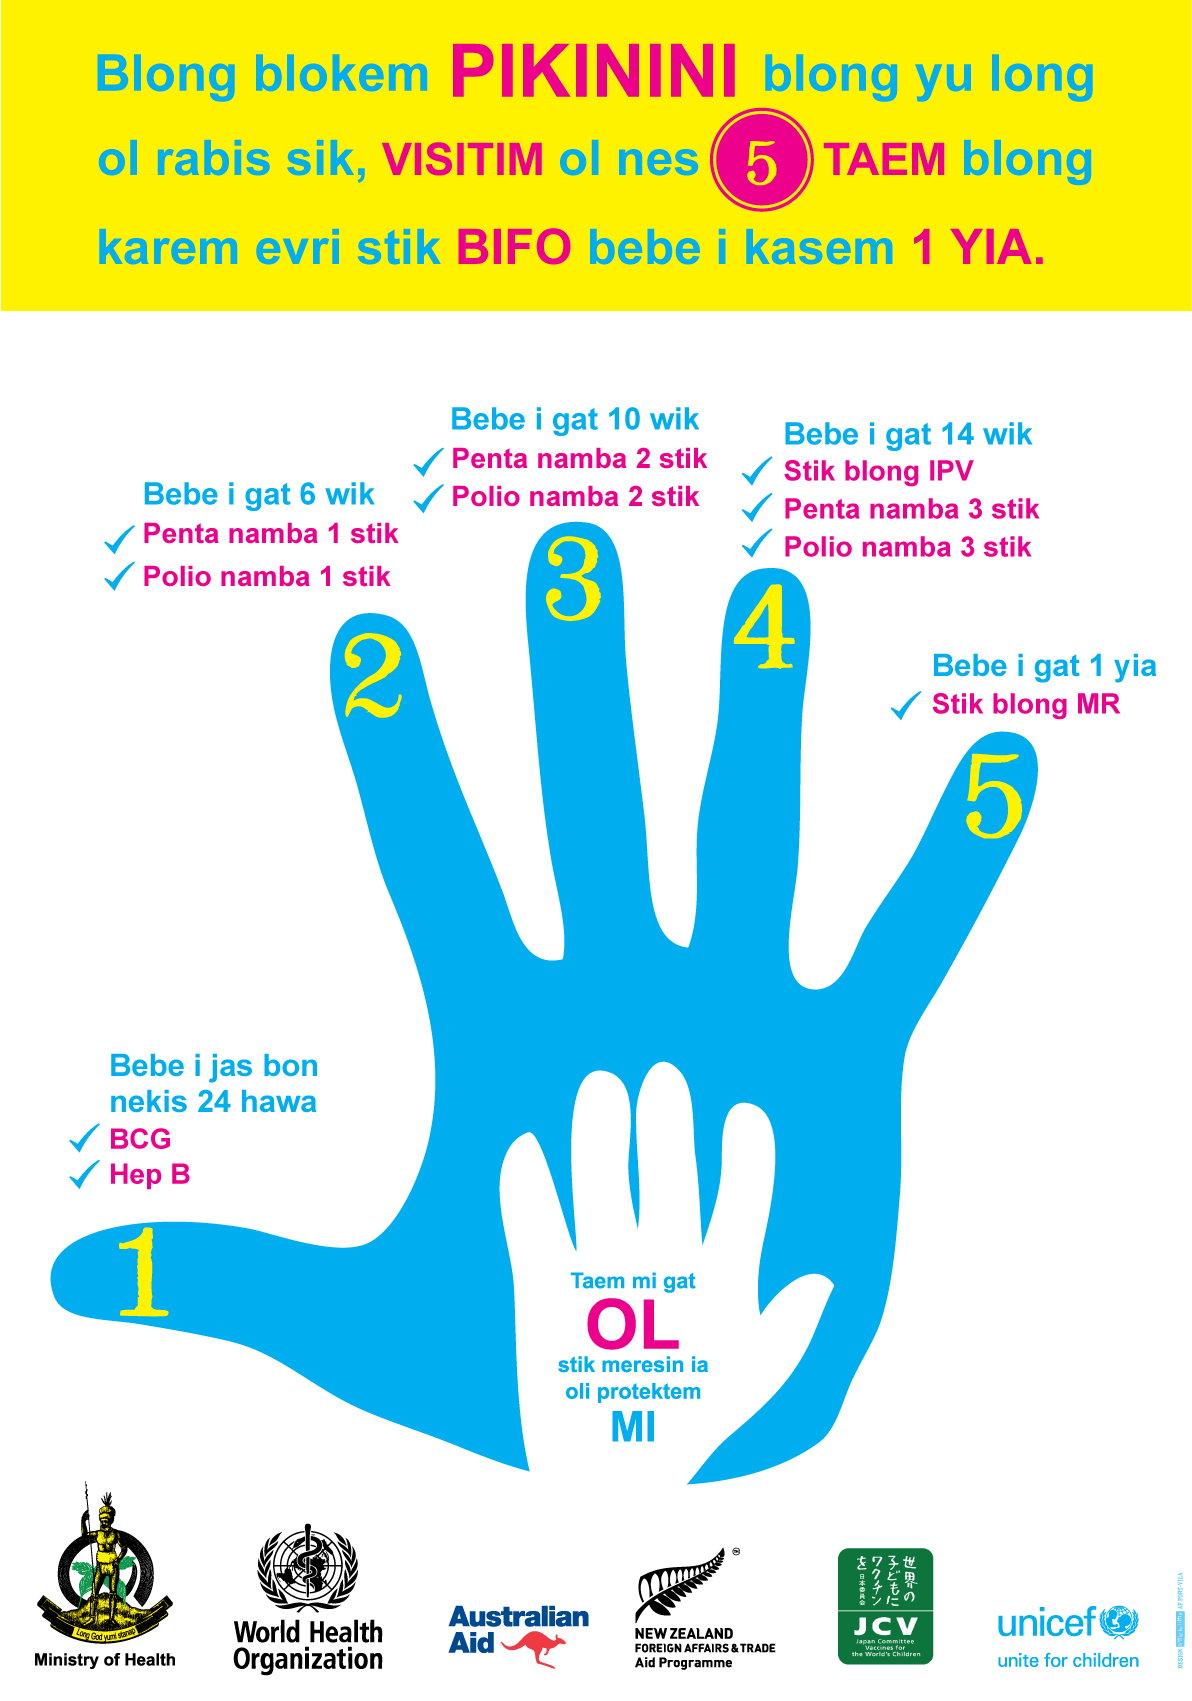 Blong blokem PIKININI blong yu long
ol rabis sik, VISITIM ol nes 5 TAEM blong
karem evri stik BIFO bebe i kasem 1 YIA.
Bebe i gat 10 wik
Penta namba 2 stik
Polio namba 2 stik
Bebe i gat 14 wik
Stik blong IPV
Penta namba 3 stik
Polio namba 3 stik
Bebe i gat 6 wik
Penta namba 1 stik
Polio namba 1 stik
3
4
2
Bebe i gat 1 yia
Stik blong MR
5
Bebe i jas bon
nekis 24 hawa
BCG
Hep B
1
Taem mi gat
OL
stik meresin ia
oli protektem
MI
Long God yumi stanap
Ministry of Health
World Health
Organization
Australian
Aid
NEW ZEALAND
FOREIGN AFFAIRS & TRADE
Aid Programme
世界の
子どもに
ワクチン
を 日本委員会
JCV
Japan Committee
Vaccines for
the World's Children
unicef
unite for children